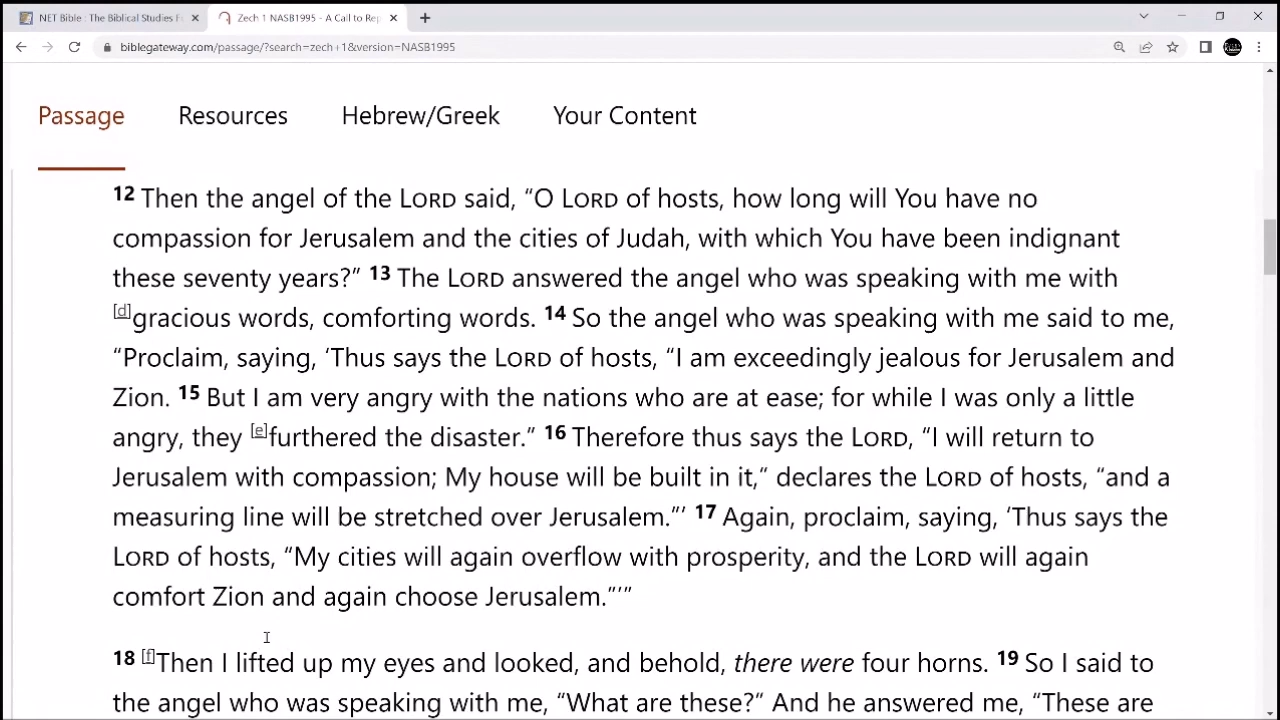 NET Bible : The Biblical Studies F
Zech 1 NASB1995 - A Call to Rep
biblegateway.com/passage/?search=zech+1&version=NASB1995
Passage Resources Hebrew/Greek Your Content
12 Then the angel of the LORD said, “O LORD of hosts, how long will You have no
compassion for Jerusalem and the cities of Judah, with which You have been indignant
these seventy years?” 13 The LORD answered the angel who was speaking with me with
[d]gracious words, comforting words. 14 So the angel who was speaking with me said to me,
“Proclaim, saying, ‘Thus says the LORD of hosts, “I am exceedingly jealous for Jerusalem and
Zion. 15 But I am very angry with the nations who are at ease; for while I was only a little
angry, they [e]furthered the disaster.” 16 Therefore thus says the LORD, “I will return to
Jerusalem with compassion; My house will be built in it,” declares the LORD of hosts, “and a
measuring line will be stretched over Jerusalem.”’ 17 Again, proclaim, saying, ‘Thus says the
LORD of hosts, “My cities will again overflow with prosperity, and the LORD will again
comfort Zion and again choose Jerusalem.”’”
18 [f]Then I lifted up my eyes and looked, and behold, there were four horns. 19 So I said to
the angel who was speaking with me, “What are these?” And he answered me, “These are